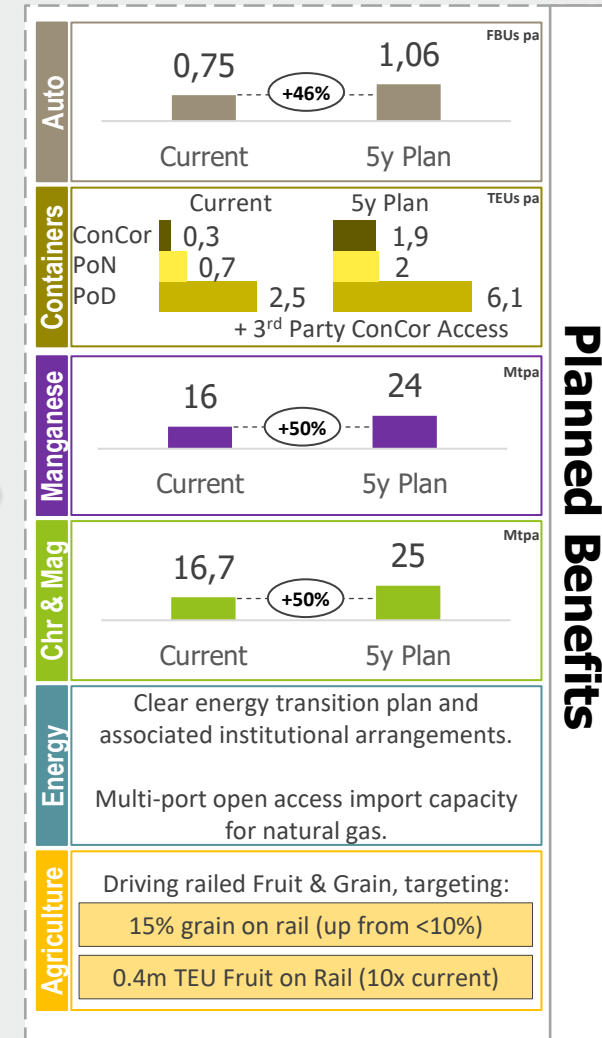 Auto
FBUs pa
0,75
1,06
+46%
Current
5y Plan
Containers
TEUs pa
Current
5y Plan
ConCor
0,3
1,9
PoN
0,7
2
PoD
2,5
6,1
+ 3rd Party ConCor Access
Manganese
Mtpa
16
24
+50%
Current
5y Plan
Chr & Mag
Mtpa
16,7
25
+50%
Current
5y Plan
Energy
Clear energy transition plan and
associated institutional arrangements.
Multi-port open access import capacity
for natural gas.
Agriculture
Driving railed Fruit & Grain, targeting:
15% grain on rail (up from <10%)
0.4m TEU Fruit on Rail (10x current)
Planned Benefits